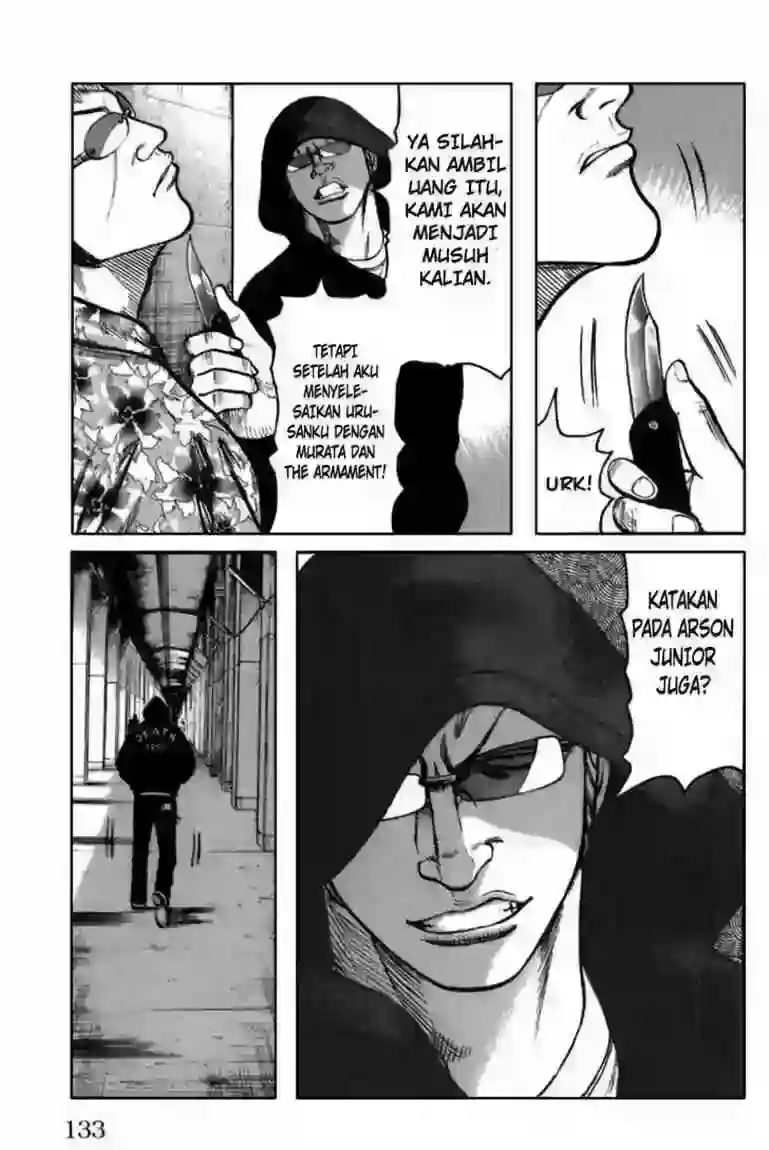 URK!
YA SILAH-
KAN AMBIL
UANG ITU,
KAMI AKAN
MENJADI
MUSUH
KALIAN.
TETAPI
SETELAH AKU
MENYELE-
SAIKAN URU-
SANKU DENGAN
MURATA DAN
THE ARMAMENT!
KATAKAN
PADA ARSON
JUNIOR
JUGA?
DEATH
133